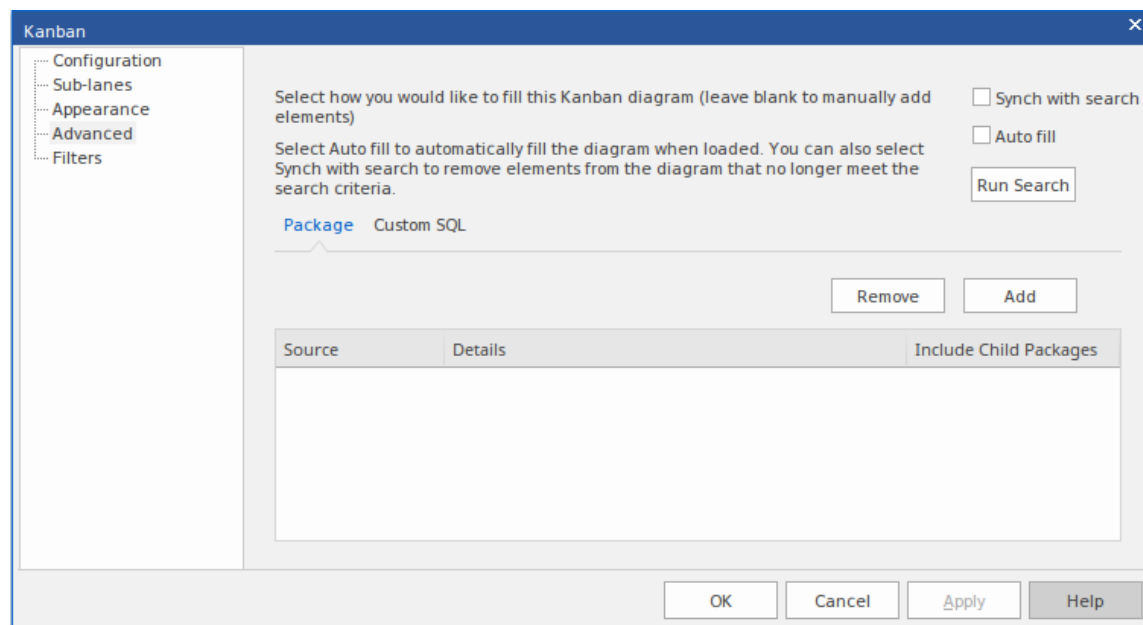 Kanban
Configuration
Sub-lanes
Appearance
Advanced
Filters
Select how you would like to fill this Kanban diagram (leave blank to manually add
elements)
Select Auto fill to automatically fill the diagram when loaded. You can also select
Synch with search to remove elements from the diagram that no longer meet the
search criteria.
Synch with search
Auto fill
Run Search
Package Custom SQL
Remove Add
Source Details Include Child Packages
OK Cancel Apply Help